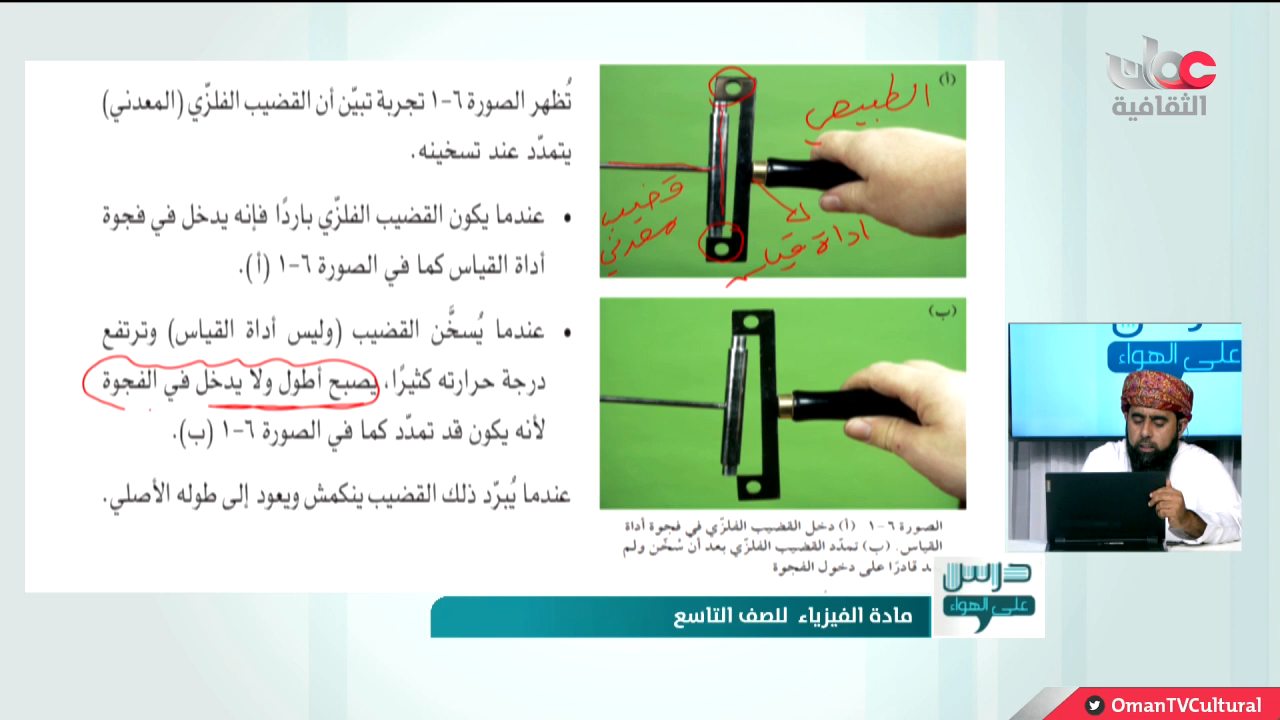 عمان
الثقافية
تُظهر الصورة ٦-١ تجربة تبيّن أن القضيب الفلزّي (المعدني)
يتمدّد عند تسخينه.
• عندما يكون القضيب الفلزّي باردًا فإنه يدخل في فجوة
أداة القياس كما في الصورة ٦-١ (أ).
• عندما يُسخَّن القضيب (وليس أداة القياس) وترتفع
درجة حرارته كثيرًا، يصبح أطول ولا يدخل في الفجوة
لأنه يكون قد تمدّد كما في الصورة ٦-١ (ب).
عندما يُبرّد ذلك القضيب ينكمش ويعود إلى طوله الأصلي.
(أ)
قضيب
معدني
اداة قياس
(ب)
الصورة ٦-١ (أ) دخل القضيب الفلزّي في فجوة أداة
القياس. (ب) تمدّد القضيب الفلزّي بعد أن سُخّن ولم
قادرًا على دخول الفجوة
على الهواء
درس
على الهواء
مادة الفيزياء للصف التاسع
OmanTVCultural